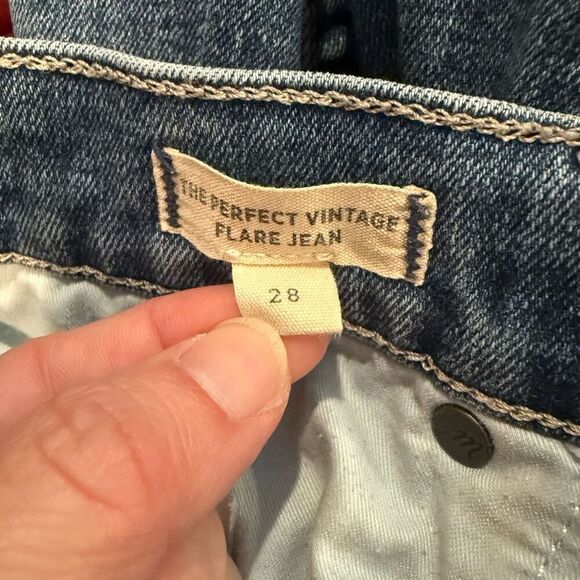 THE PERFECT VINTAGE
FLARE JEAN
28
m